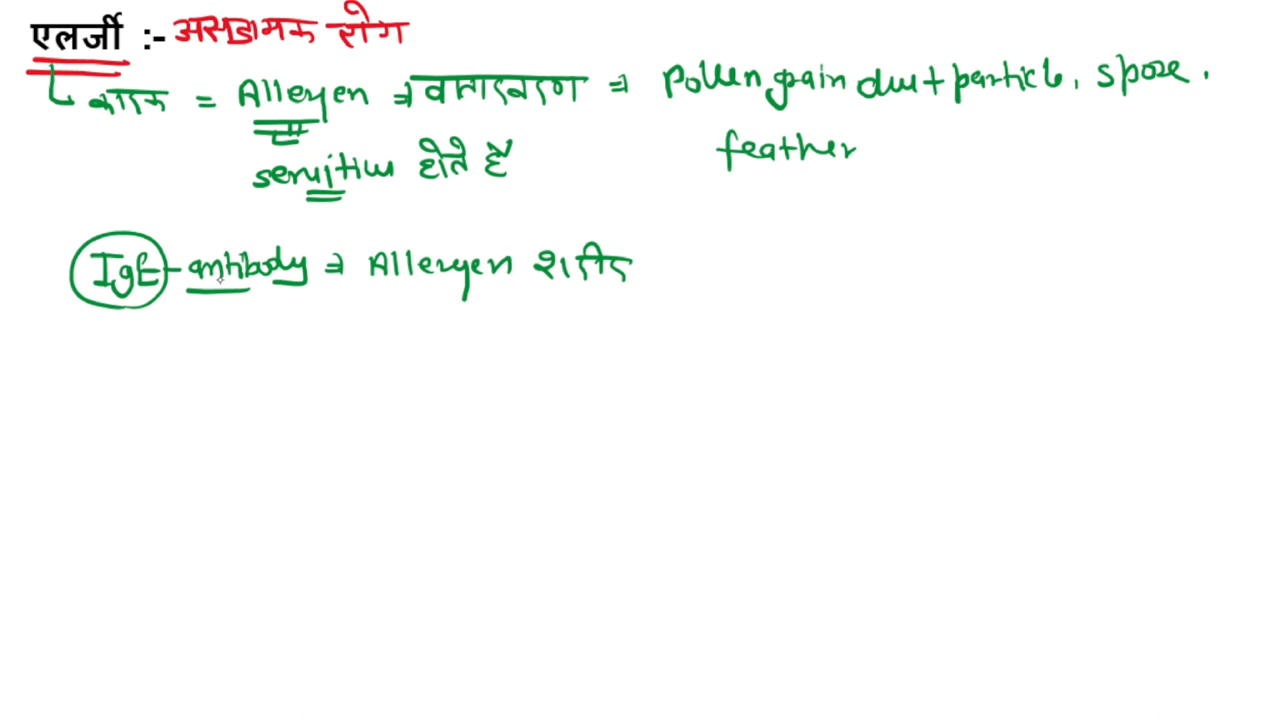 एलर्जी :- असंक्रामक रोग
कारक = Allergen ⇒ वातावरण ⇒ Pollen grain dust particle, spore,
sensitive होते हैं feather
IgE - antibody ⇒ Allergen शरीर